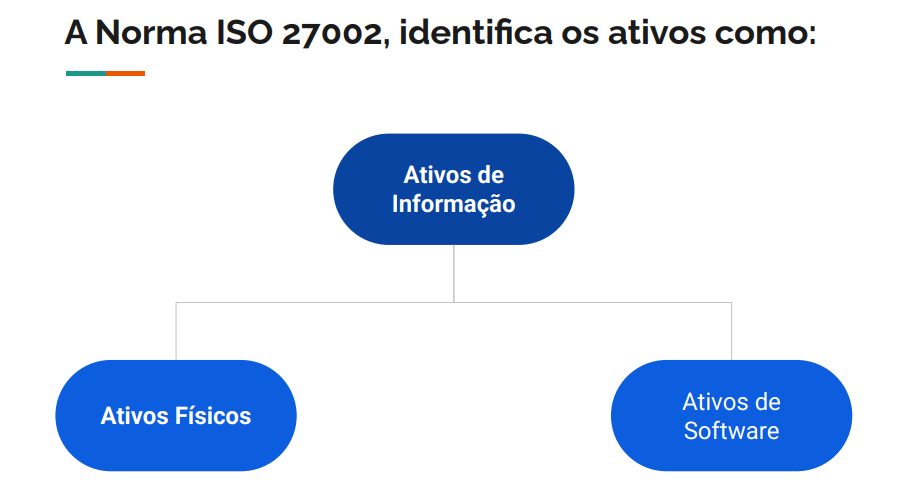 A Norma ISO 27002, identifica os ativos como:
Ativos de
Informação
Ativos Físicos
Ativos de
Software